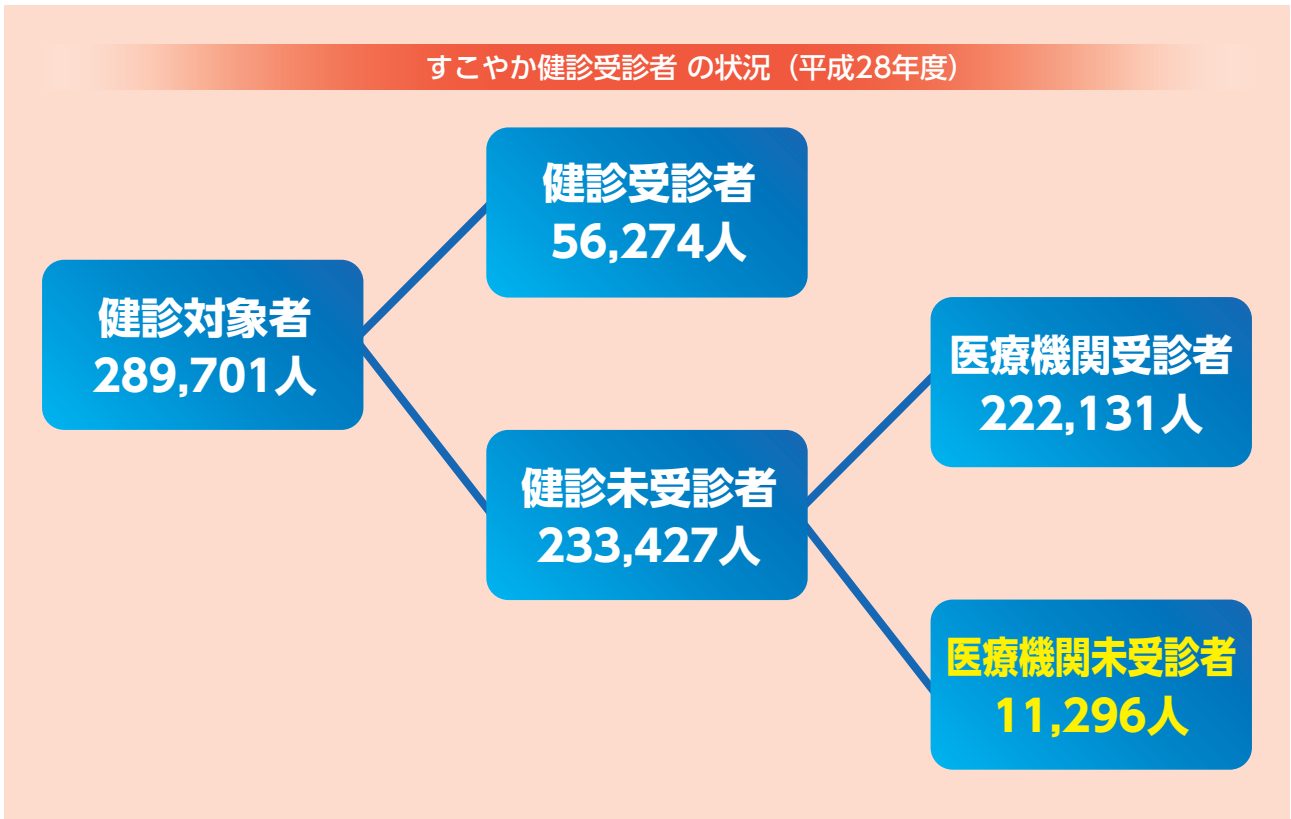 すこやか健診受診者 の状況（平成28年度）
健診受診者
56,274人
健診対象者
289,701人
医療機関受診者
222,131人
健診未受診者
233,427人
医療機関未受診者
11,296人